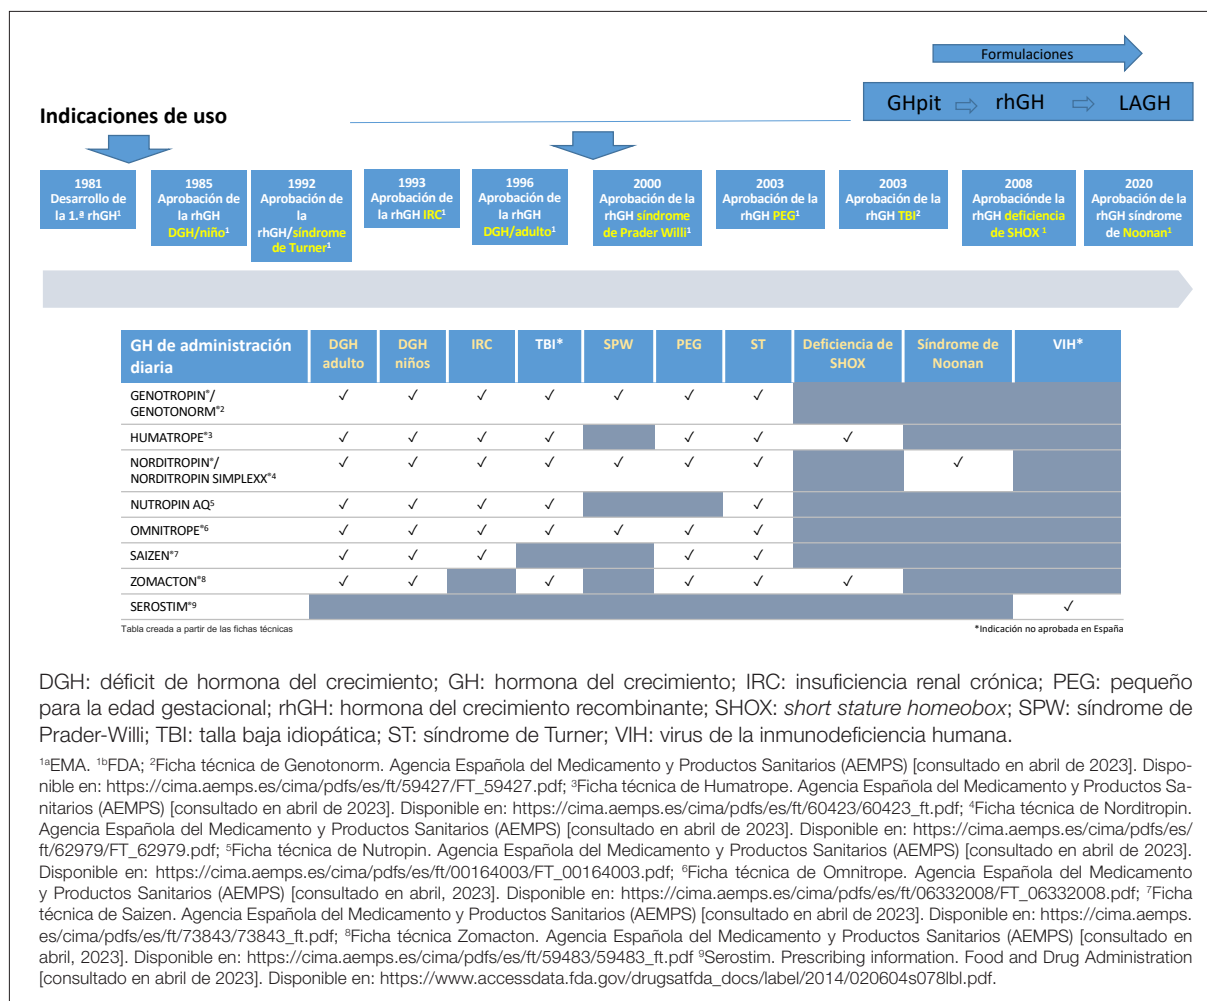 Formulaciones
GHpit ⇨ rhGH ⇨ LAGH
Indicaciones de uso
1981
Desarrollo de
la 1.ª rhGH¹
1985
Aprobación de
la rhGH
DGH/niño¹
1992
Aprobación de
la
rhGH/síndrome
de Turner¹
1993
Aprobación de
la rhGH IRC¹
1996
Aprobación de
la rhGH
DGH/adulto¹
2000
Aprobación de la
rhGH síndrome
de Prader Willi¹
2003
Aprobación de la
rhGH PEG¹
2003
Aprobación de la
rhGH TBI²
2008
Aprobaciónde la
rhGH deficiencia
de SHOX ¹
2020
Aprobación de la
rhGH síndrome
de Noonan¹
GH de administración diaria | DGH adulto | DGH niños | IRC | TBI* | SPW | PEG | ST | Deficiencia de SHOX | Síndrome de Noonan | VIH*
GENOTROPIN®/ GENOTONORM®² | ✓ | ✓ | ✓ | ✓ | ✓ | ✓ | ✓ | | |
HUMATROPE®³ | ✓ | ✓ | ✓ | ✓ | | ✓ | ✓ | ✓ | |
NORDITROPIN®/ NORDITROPIN SIMPLEXX®⁴ | ✓ | ✓ | ✓ | ✓ | ✓ | ✓ | ✓ | | ✓ |
NUTROPIN AQ⁵ | ✓ | ✓ | ✓ | ✓ | | | ✓ | | |
OMNITROPE®⁶ | ✓ | ✓ | ✓ | ✓ | ✓ | ✓ | ✓ | | |
SAIZEN®⁷ | ✓ | ✓ | ✓ | | | ✓ | ✓ | | |
ZOMACTON®⁸ | ✓ | ✓ | | ✓ | | ✓ | ✓ | ✓ | |
SEROSTIM®⁹ | | | | | | | | | | ✓
Tabla creada a partir de las fichas técnicas
*Indicación no aprobada en España
DGH: déficit de hormona del crecimiento; GH: hormona del crecimiento; IRC: insuficiencia renal crónica; PEG: pequeño
para la edad gestacional; rhGH: hormona del crecimiento recombinante; SHOX: short stature homeobox; SPW: síndrome de
Prader-Willi; TBI: talla baja idiopática; ST: síndrome de Turner; VIH: virus de la inmunodeficiencia humana.
¹ᵃEMA. ¹ᵇFDA; ²Ficha técnica de Genotonorm. Agencia Española del Medicamento y Productos Sanitarios (AEMPS) [consultado en abril de 2023]. Dispo-
nible en: https://cima.aemps.es/cima/pdfs/es/ft/59427/FT_59427.pdf; ³Ficha técnica de Humatrope. Agencia Española del Medicamento y Productos Sa-
nitarios (AEMPS) [consultado en abril de 2023]. Disponible en: https://cima.aemps.es/cima/pdfs/es/ft/60423/60423_ft.pdf; ⁴Ficha técnica de Norditropin.
Agencia Española del Medicamento y Productos Sanitarios (AEMPS) [consultado en abril de 2023]. Disponible en: https://cima.aemps.es/cima/pdfs/es/
ft/62979/FT_62979.pdf; ⁵Ficha técnica de Nutropin. Agencia Española del Medicamento y Productos Sanitarios (AEMPS) [consultado en abril de 2023].
Disponible en: https://cima.aemps.es/cima/pdfs/es/ft/00164003/FT_00164003.pdf; ⁶Ficha técnica de Omnitrope. Agencia Española del Medicamento
y Productos Sanitarios (AEMPS) [consultado en abril, 2023]. Disponible en: https://cima.aemps.es/cima/pdfs/es/ft/06332008/FT_06332008.pdf; ⁷Ficha
técnica de Saizen. Agencia Española del Medicamento y Productos Sanitarios (AEMPS) [consultado en abril de 2023]. Disponible en: https://cima.aemps.
es/cima/pdfs/es/ft/73843/73843_ft.pdf; ⁸Ficha técnica Zomacton. Agencia Española del Medicamento y Productos Sanitarios (AEMPS) [consultado en
abril, 2023]. Disponible en: https://cima.aemps.es/cima/pdfs/es/ft/59483/59483_ft.pdf ⁹Serostim. Prescribing information. Food and Drug Administration
[consultado en abril de 2023]. Disponible en: https://www.accessdata.fda.gov/drugsatfda_docs/label/2014/020604s078lbl.pdf.